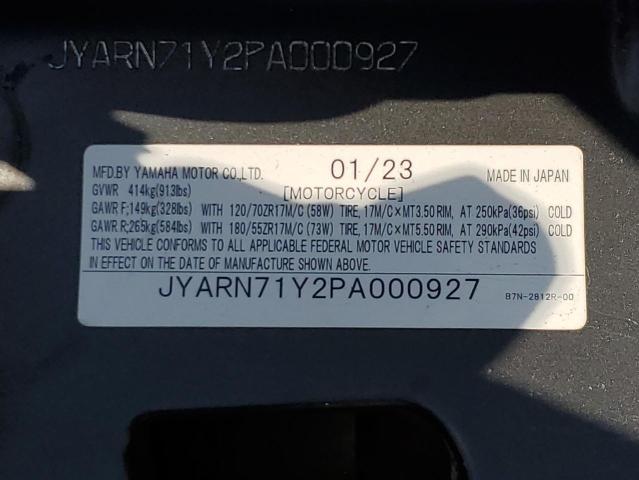 JYARN71Y2PA000927
MFD.BY YAMAHA MOTOR CO.,LTD. 01/23 MADE IN JAPAN
GVWR 414kg(913lbs) [MOTORCYCLE]
GAWR F;149kg(328lbs) WITH 120/70ZR17M/C (58W) TIRE, 17M/C×MT3.50 RIM, AT 250kPa(36psi) COLD
GAWR R;265kg(584lbs) WITH 180/55ZR17M/C (73W) TIRE, 17M/C×MT5.50 RIM, AT 290kPa(42psi) COLD
THIS VEHICLE CONFORMS TO ALL APPLICABLE FEDERAL MOTOR VEHICLE SAFETY STANDARDS
IN EFFECT ON THE DATE OF MANUFACTURE SHOWN ABOVE.
JYARN71Y2PA000927 B7N-2812R-00